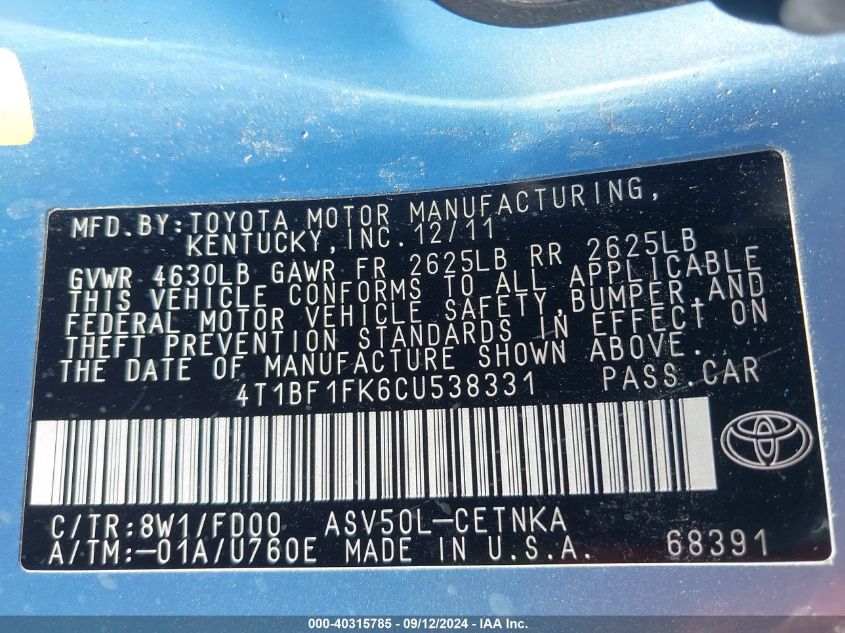 MFD.BY:TOYOTA MOTOR MANUFACTURING,
KENTUCKY,INC.12/11
GVWR 4630LB GAWR FR 2625LB RR 2625LB
THIS VEHICLE CONFORMS TO ALL APPLICABLE
FEDERAL MOTOR VEHICLE SAFETY,BUMPER,AND
THEFT PREVENTION STANDARDS IN EFFECT ON
THE DATE OF MANUFACTURE SHOWN ABOVE.
4T1BF1FK6CU538331 PASS.CAR
C/TR:8W1/FD00 ASV50L-CETNKA
A/TM:-01A/U760E MADE IN U.S.A. 68391
000-40315785 - 09/12/2024 - WWW.IAAI.COM